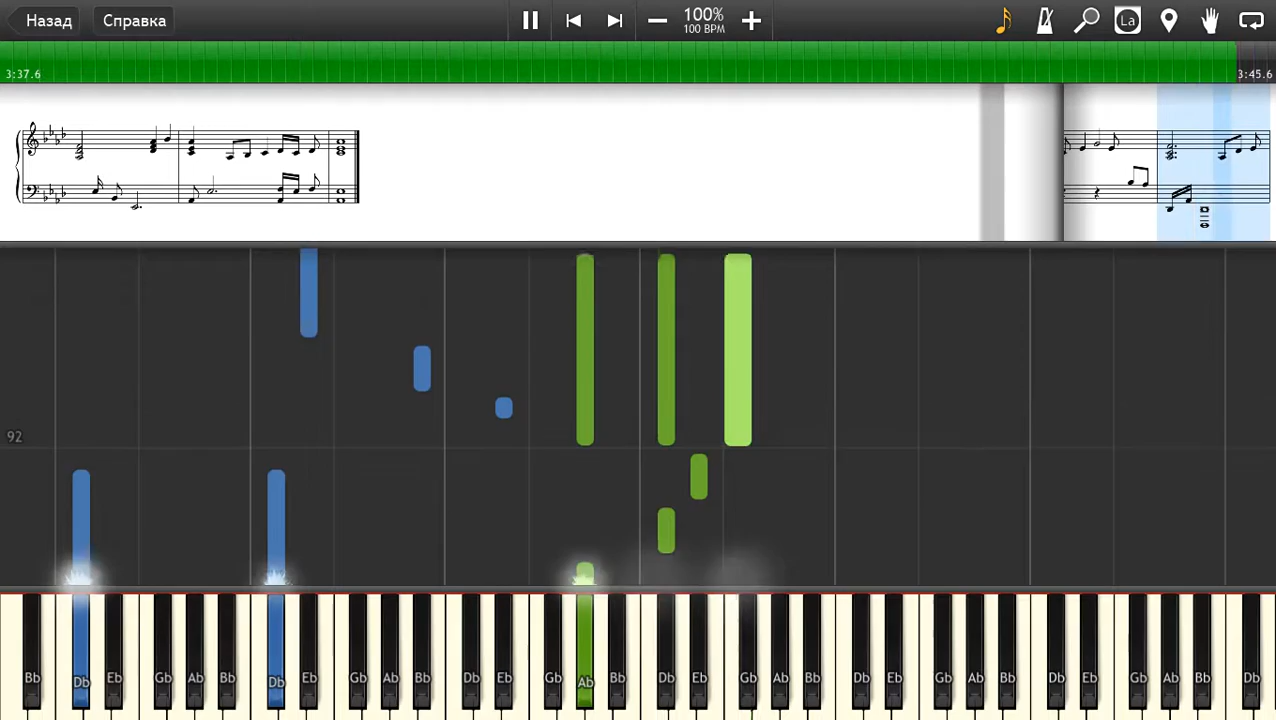 Назад Справка 100% La
100 BPM
3:37.6 3:45.6
92
Bb Db Eb Gb Ab Bb Db Eb Gb Ab Bb Db Eb Gb Ab Bb Db Eb Gb Ab Bb Db Eb Gb Ab Bb Db Eb Gb Ab Bb Db